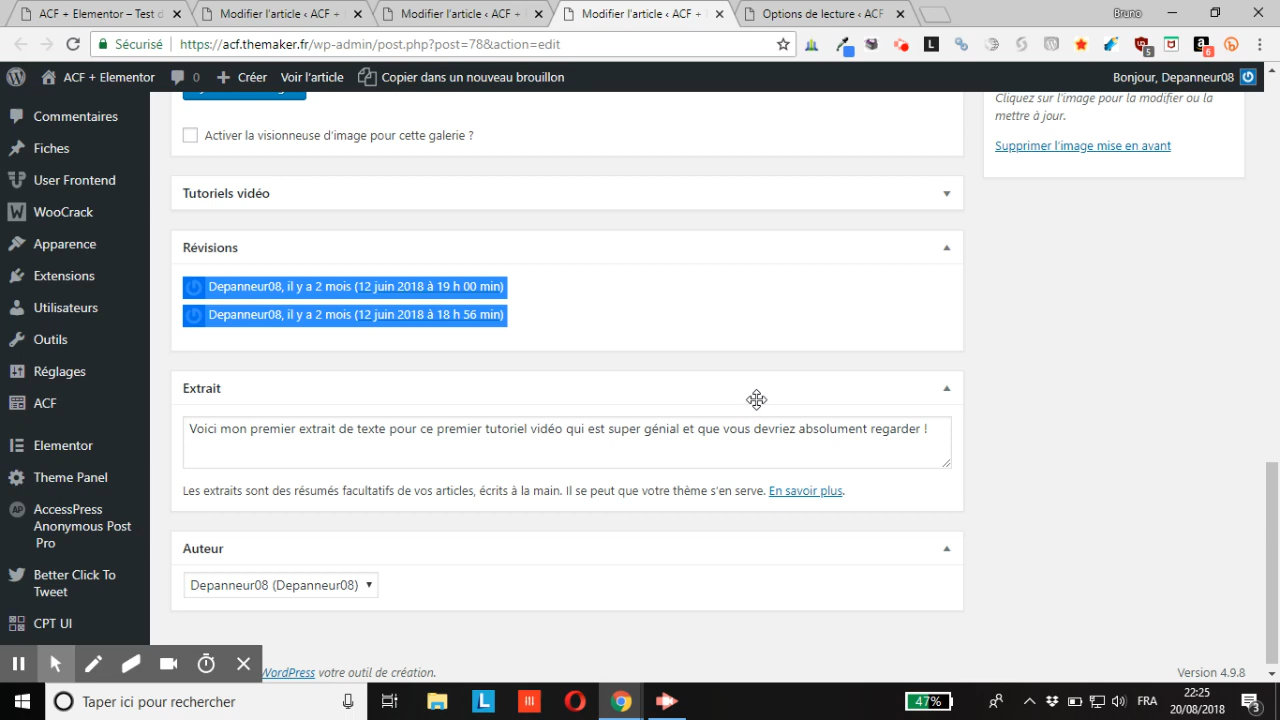 ACF + Elementor – Test d
Modifier l'article ‹ ACF +
Modifier l'article ‹ ACF +
Modifier l'article ‹ ACF +
Options de lecture ‹ ACF
Bruno
Sécurisé
https://acf.themaker.fr/wp-admin/post.php?post=78&action=edit
L
5
6
ACF + Elementor
0
Créer
Voir l'article
Copier dans un nouveau brouillon
Bonjour, Depanneur08
Commentaires
Fiches
User Frontend
WooCrack
Apparence
Extensions
Utilisateurs
Outils
Réglages
ACF
Elementor
Theme Panel
AccessPress
Anonymous Post
Pro
Better Click To
Tweet
CPT UI
Activer la visionneuse d'image pour cette galerie ?
Tutoriels vidéo
Révisions
Depanneur08, il y a 2 mois (12 juin 2018 à 19 h 00 min)
Depanneur08, il y a 2 mois (12 juin 2018 à 18 h 56 min)
Extrait
Voici mon premier extrait de texte pour ce premier tutoriel vidéo qui est super génial et que vous devriez absolument regarder !
Les extraits sont des résumés facultatifs de vos articles, écrits à la main. Il se peut que votre thème s'en serve. En savoir plus.
Auteur
Depanneur08 (Depanneur08)
Cliquez sur l'image pour la modifier ou la
mettre à jour.
Supprimer l'image mise en avant
WordPress votre outil de création.
Version 4.9.8
Taper ici pour rechercher
L
47%
FRA
22:25
20/08/2018
3